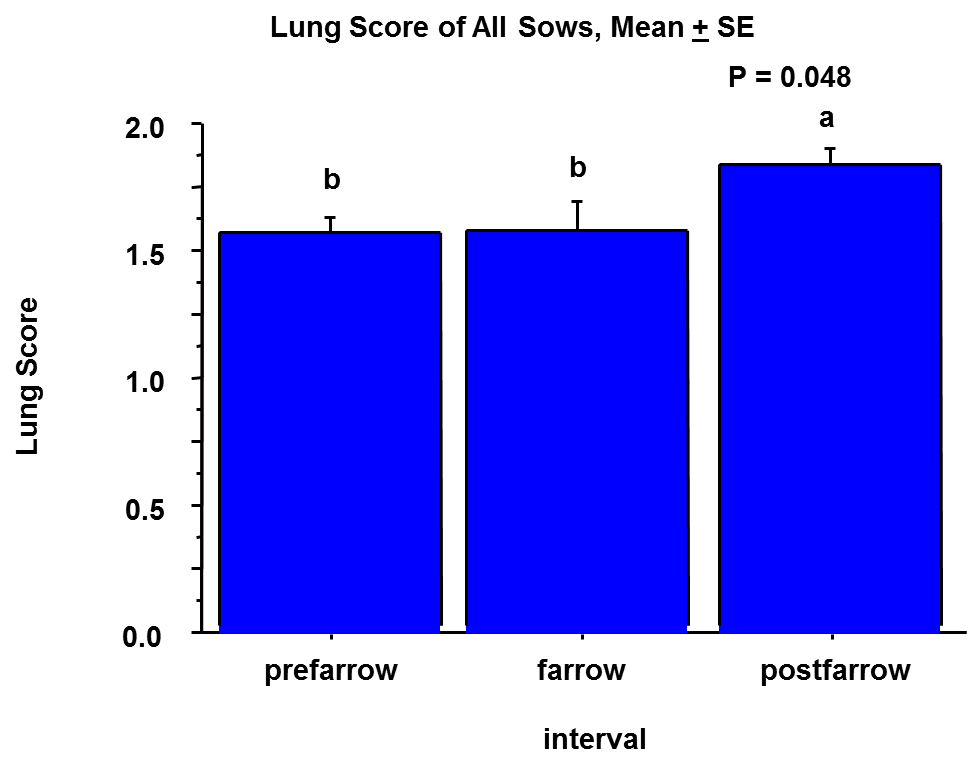 Lung Score of All Sows, Mean ± SE
P = 0.048
a
b
b
2.0
1.5
1.0
0.5
0.0
Lung Score
prefarrow farrow postfarrow
interval